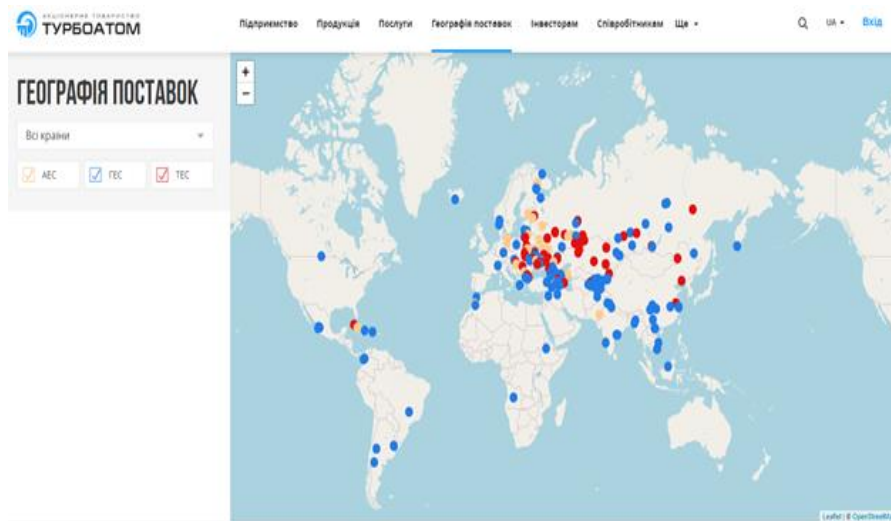 АКЦІОНЕРНЕ ТОВАРИСТВО
ТУРБОАТОМ
Підприємство Продукція Послуги Географія поставок Інвесторам Співробітникам Ще UA Вхід
ГЕОГРАФІЯ ПОСТАВОК
Всі країни
АЕС ГЕС ТЕС
+
−
Leaflet | © OpenStreetMa